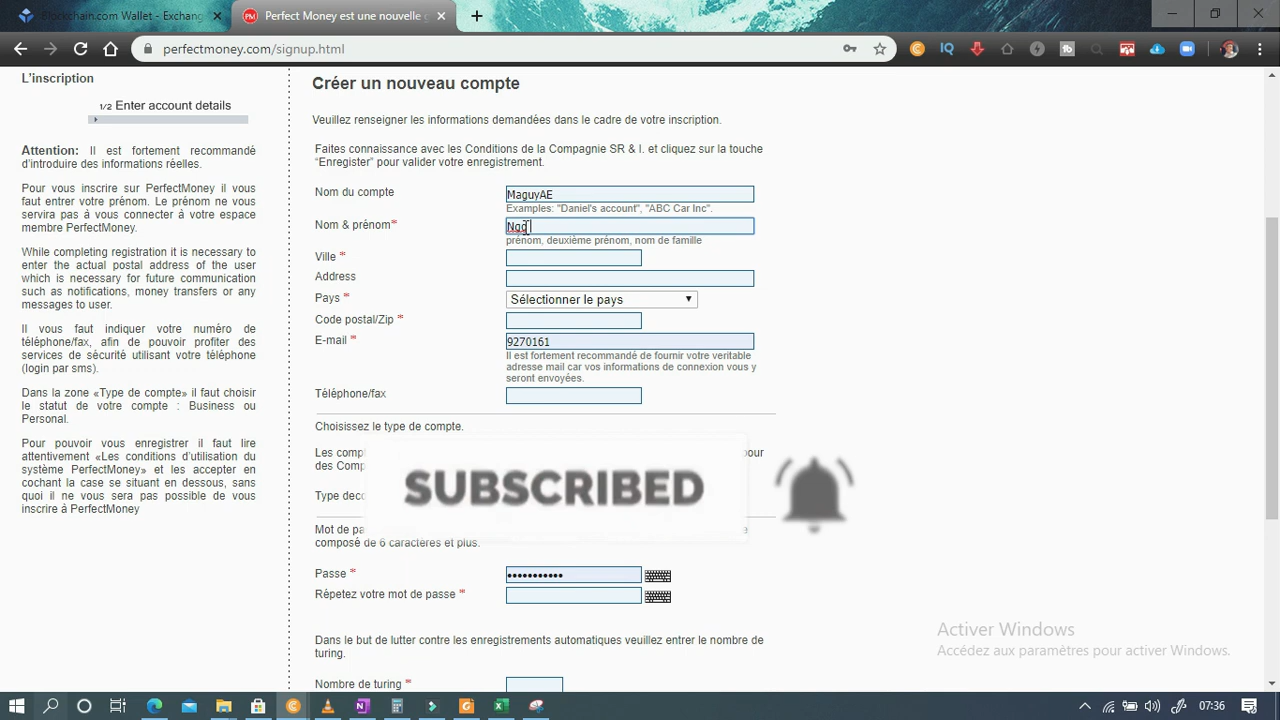 Blockchain.com Wallet - Exchang
Perfect Money est une nouvelle g
perfectmoney.com/signup.html
L'inscription
1/2 Enter account details
Attention: Il est fortement recommandé
d'introduire des informations réelles.
Pour vous inscrire sur PerfectMoney il vous
faut entrer votre prénom. Le prénom ne vous
servira pas à vous connecter á votre espace
membre PerfectMoney.
While completing registration it is necessary to
enter the actual postal address of the user
which is necessary for future communication
such as notifications, money transfers or any
messages to user.
Il vous faut indiquer votre numéro de
téléphone/fax, afin de pouvoir profiter des
services de sécurité utilisant votre téléphone
(login par sms).
Dans la zone «Type de compte» il faut choisir
le statut de votre compte : Business ou
Personal.
Pour pouvoir vous enregistrer il faut lire
attentivement «Les conditions d'utilisation du
système PerfectMoney» et les accepter en
cochant la case se situant en dessous, sans
quoi il ne vous sera pas possible de vous
inscrire à PerfectMoney
Créer un nouveau compte
Veuillez renseigner les informations demandées dans le cadre de votre inscription.
Faites connaissance avec les Conditions de la Compagnie SR & I. et cliquez sur la touche
"Enregister" pour valider votre enregistrement.
Nom du compte
MaguyAE
Examples: "Daniel's account", "ABC Car Inc".
Nom & prénom*
prénom, deuxième prénom, nom de famille
Ville *
Address
Pays *
Sélectionner le pays
Code postal/Zip *
E-mail *
9270161
Il est fortement recommandé de fournir votre veritable
adresse mail car vos informations de connexion vous y
seront envoyées.
Téléphone/fax
Choisissez le type de compte.
Les comp
our
des Comp
Type deco
SUBSCRIBED
Mot de pa
e
composé de 6 caractères et plus.
Passe *
Répetez votre mot de passe *
Dans le but de lutter contre les enregistrements automatiques veuillez entrer le nombre de
turing.
Nombre de turing *
Activer Windows
Accédez aux paramètres pour activer Windows.
07:36